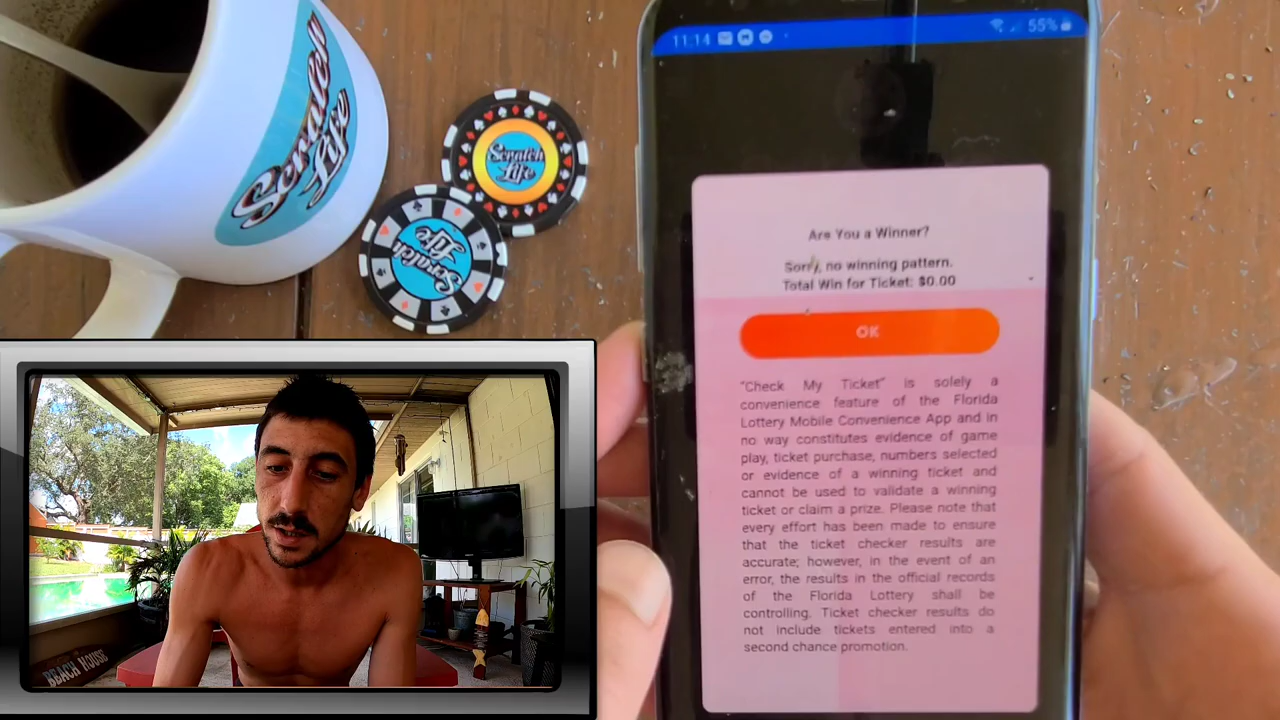 Scratch
Life
Scratch
Life
Scratch
Life
11:14
55%
Are You a Winner?
Sorry, no winning pattern.
Total Win for Ticket: $0.00
OK
"Check My Ticket" is solely a
convenience feature of the Florida
Lottery Mobile Convenience App and in
no way constitutes evidence of game
play, ticket purchase, numbers selected
or evidence of a winning ticket and
cannot be used to validate a winning
ticket or claim a prize. Please note that
every effort has been made to ensure
that the ticket checker results are
accurate; however, in the event of an
error, the results in the official records
of the Florida Lottery shall be
controlling. Ticket checker results do
not include tickets entered into a
second chance promotion.
BEACH HOUSE